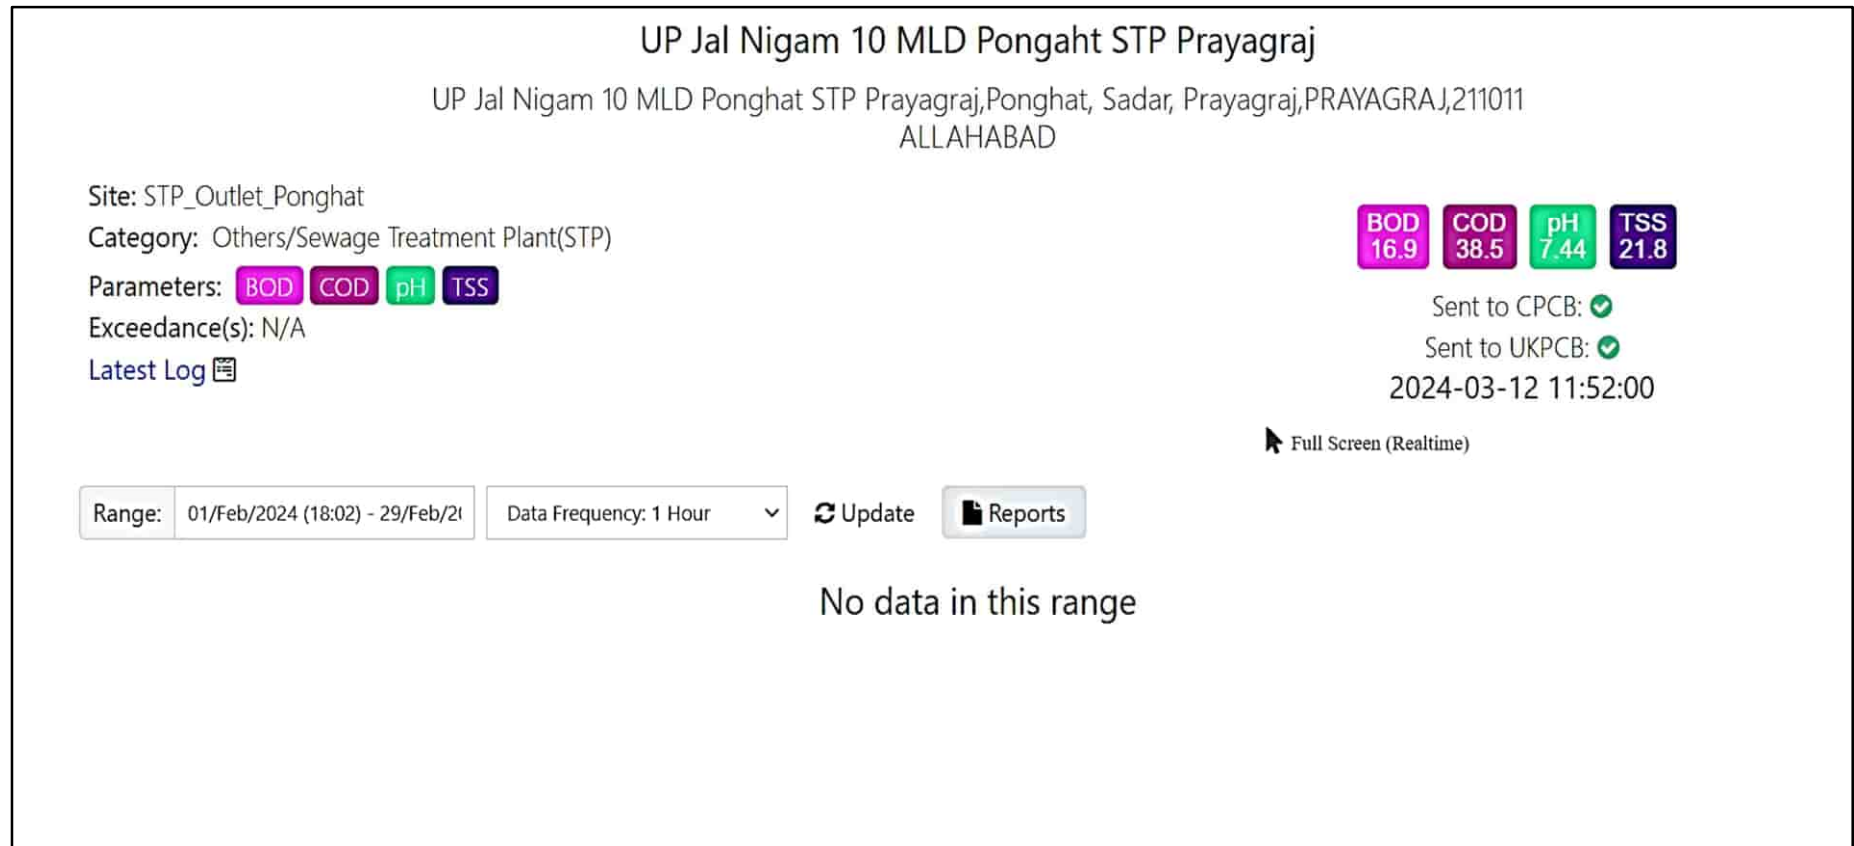 UP Jal Nigam 10 MLD Pongaht STP Prayagraj
UP Jal Nigam 10 MLD Ponghat STP Prayagraj,Ponghat, Sadar, Prayagraj,PRAYAGRAJ,211011
ALLAHABAD
Site: STP_Outlet_Ponghat
Category: Others/Sewage Treatment Plant(STP)
Parameters: BOD COD pH TSS
Exceedance(s): N/A
Latest Log
BOD COD pH TSS
16.9 38.5 7.44 21.8
Sent to CPCB:
Sent to UKPCB:
2024-03-12 11:52:00
Full Screen (Realtime)
Range: 01/Feb/2024 (18:02) - 29/Feb/20 Data Frequency: 1 Hour Update Reports
No data in this range